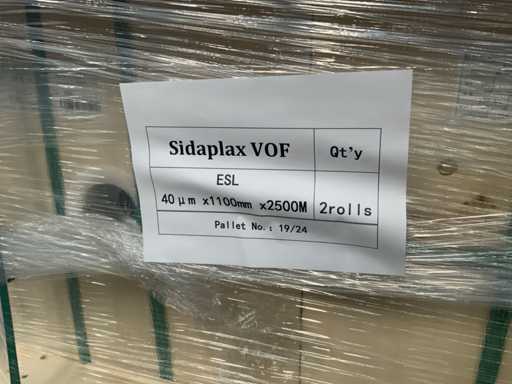 Sidaplax VOF Qt'y
ESL
40μm x1100mm x2500M 2rolls
Pallet No.: 19/24